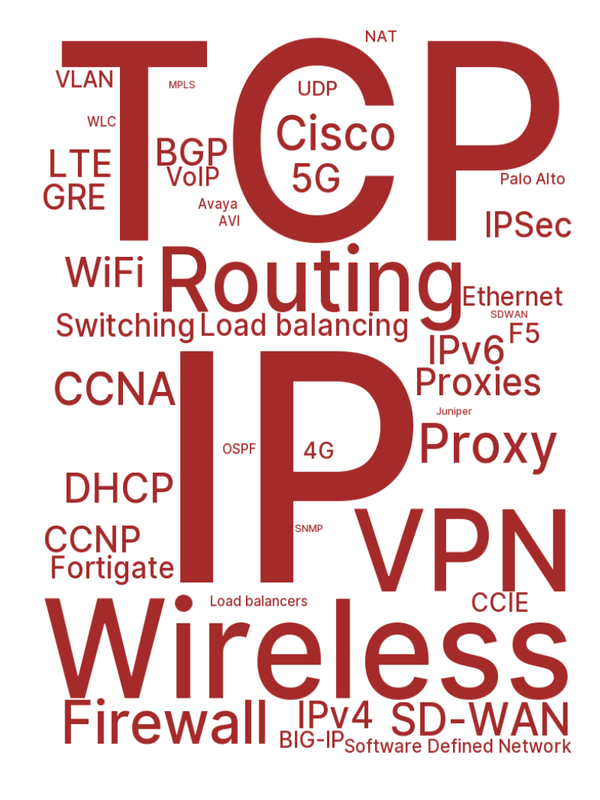 NAT
TCP
VLAN
MPLS
UDP
WLC
Cisco
BGP
LTE
VoIP
5G
Palo Alto
GRE
Avaya
AVI
IPSec
WiFi
Routing
Ethernet
SDWAN
Switching
Load balancing
F5
IPv6
IP
Proxies
CCNA
Juniper
OSPF
4G
Proxy
DHCP
SNMP
VPN
CCNP
Fortigate
Load balancers
CCIE
Wireless
Firewall
IPv4
SD-WAN
BIG-IP
Software Defined Network